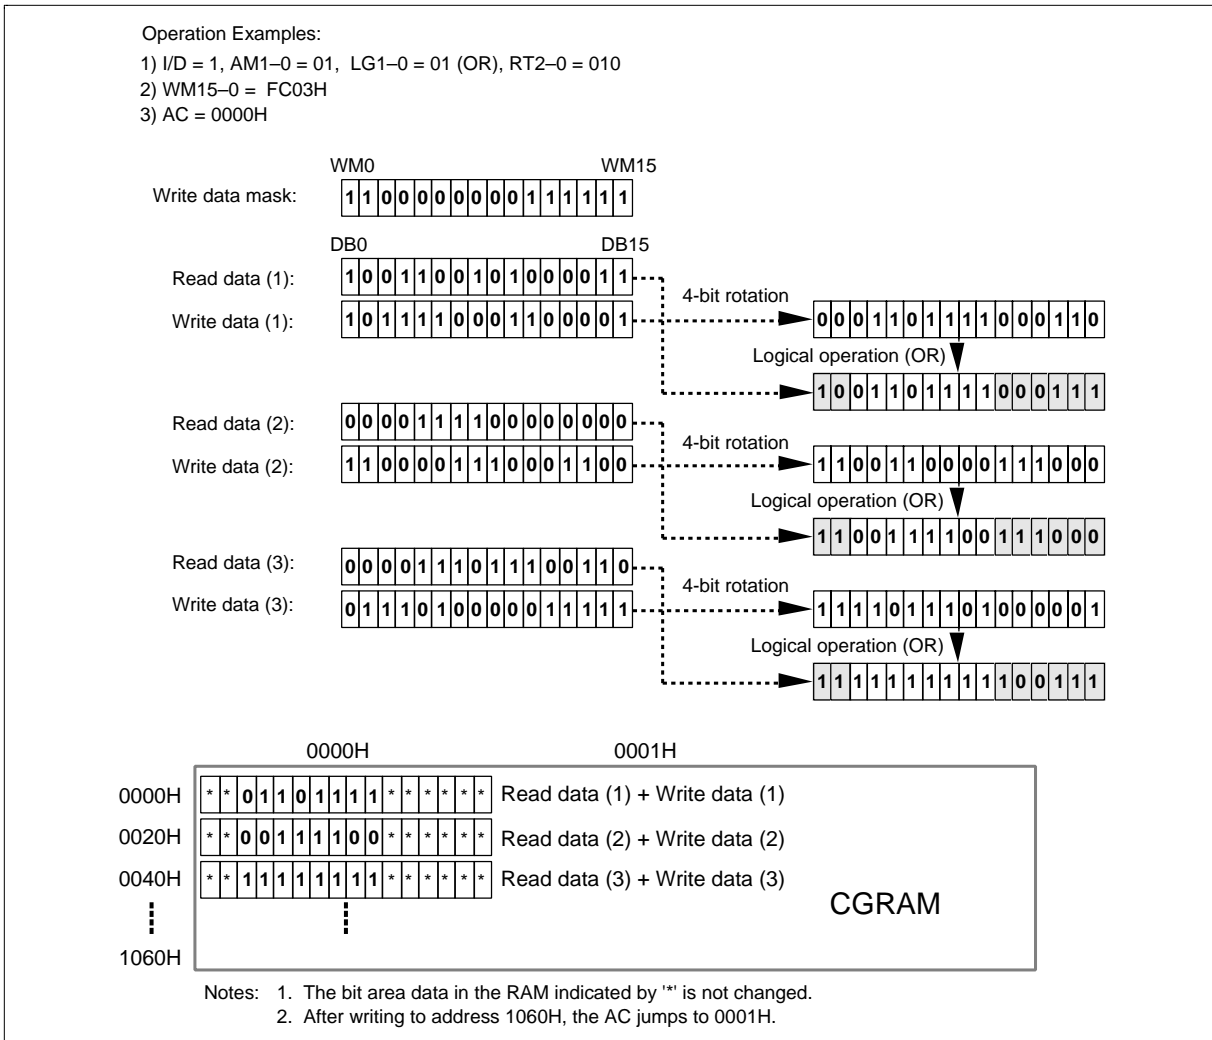 Operation Examples:
1) I/D = 1, AM1–0 = 01, LG1–0 = 01 (OR), RT2–0 = 010
2) WM15–0 = FC03H
3) AC = 0000H
WM0 WM15
Write data mask: 1 1 0 0 0 0 0 0 0 0 1 1 1 1 1 1
DB0 DB15
Read data (1): 1 0 0 1 1 0 0 1 0 1 0 0 0 0 1 1
4-bit rotation
Write data (1): 1 0 1 1 1 1 0 0 0 1 1 0 0 0 0 1 0 0 0 1 1 0 1 1 1 1 0 0 0 1 1 0
Logical operation (OR)
1 0 0 1 1 0 1 1 1 1 0 0 0 1 1 1
Read data (2): 0 0 0 0 1 1 1 1 0 0 0 0 0 0 0 0
4-bit rotation
Write data (2): 1 1 0 0 0 0 1 1 1 0 0 0 1 1 0 0 1 1 0 0 1 1 0 0 0 0 1 1 1 0 0 0
Logical operation (OR)
1 1 0 0 1 1 1 1 0 0 1 1 1 0 0 0
Read data (3): 0 0 0 0 1 1 1 0 1 1 1 0 0 1 1 0
4-bit rotation
Write data (3): 0 1 1 1 0 1 0 0 0 0 0 1 1 1 1 1 1 1 1 1 0 1 1 1 0 1 0 0 0 0 0 1
Logical operation (OR)
1 1 1 1 1 1 1 1 1 1 1 0 0 1 1 1
0000H 0001H
0000H * * 0 1 1 0 1 1 1 1 * * * * * * Read data (1) + Write data (1)
0020H * * 0 0 1 1 1 1 0 0 * * * * * * Read data (2) + Write data (2)
0040H * * 1 1 1 1 1 1 1 1 * * * * * * Read data (3) + Write data (3)
CGRAM
1060H
Notes: 1. The bit area data in the RAM indicated by '*' is not changed.
2. After writing to address 1060H, the AC jumps to 0001H.